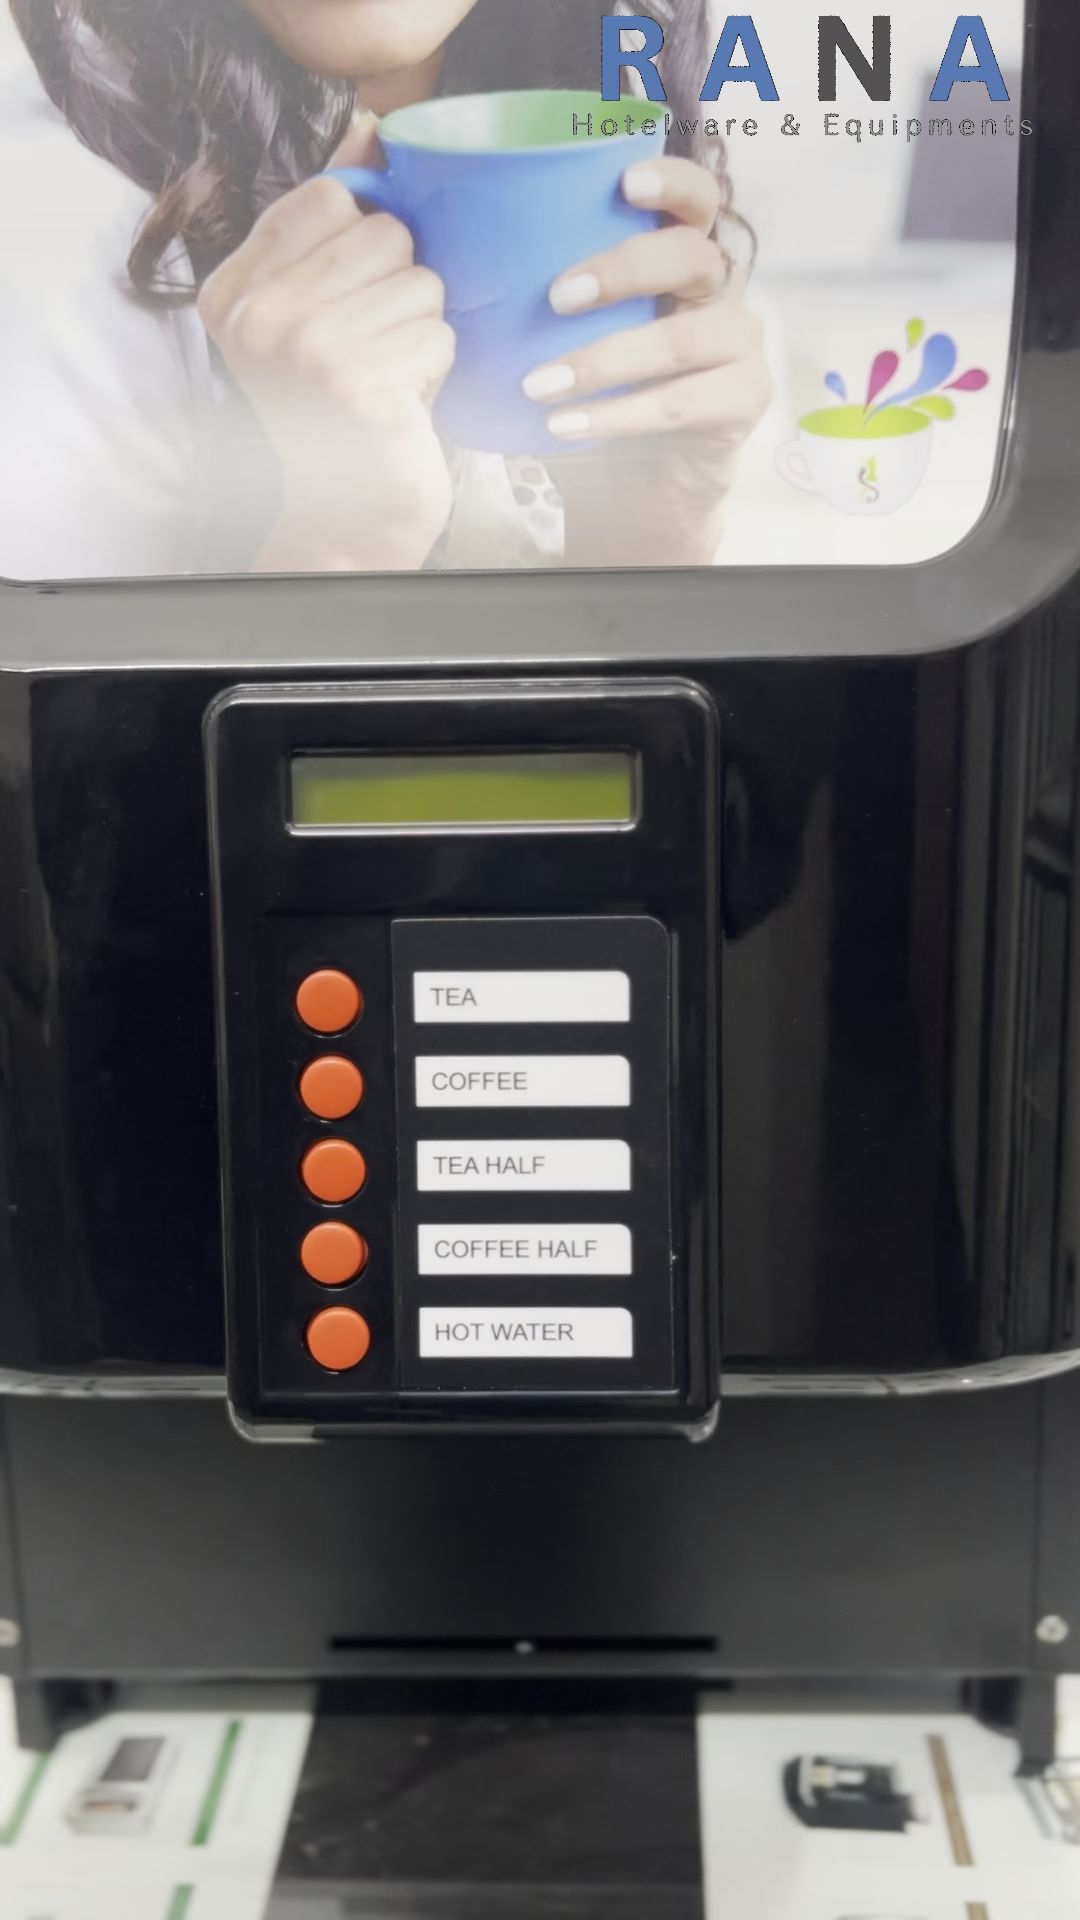 RANA
Hotelware & Equipments
TEA
COFFEE
TEA HALF
COFFEE HALF
HOT WATER